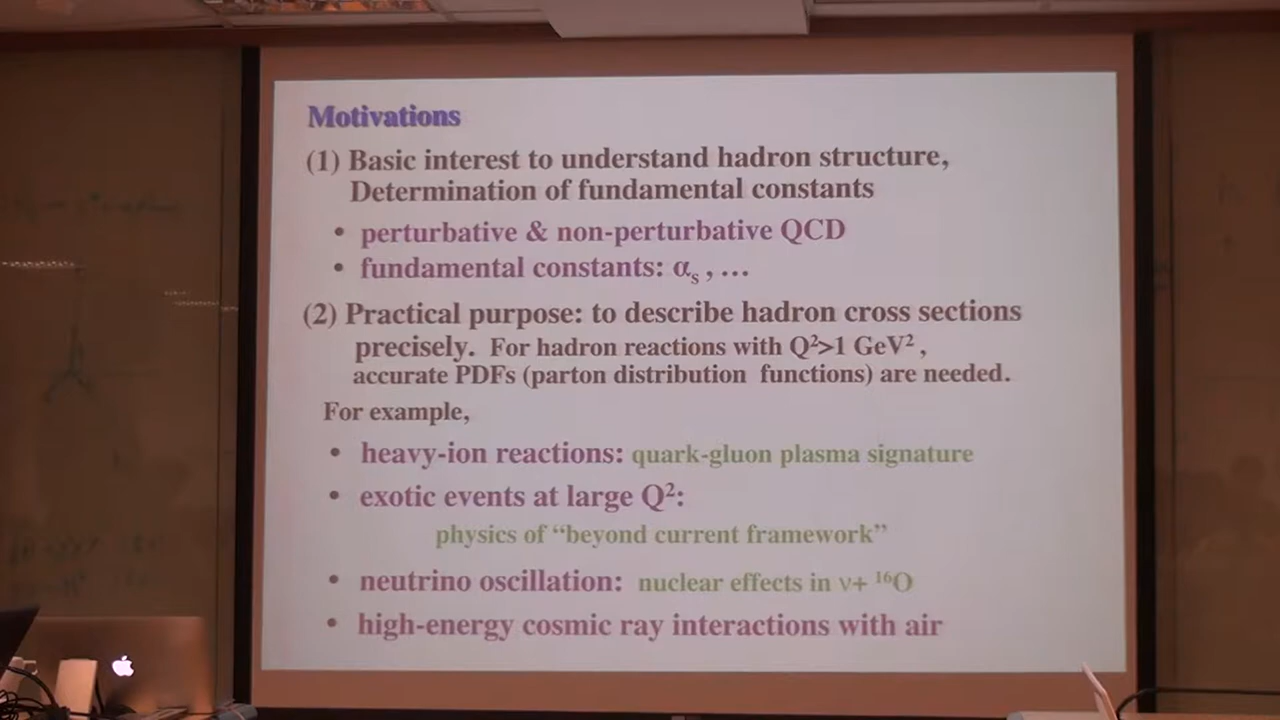 Motivations
(1) Basic interest to understand hadron structure,
Determination of fundamental constants
• perturbative & non-perturbative QCD
• fundamental constants: αs , …
(2) Practical purpose: to describe hadron cross sections
precisely. For hadron reactions with Q²>1 GeV² ,
accurate PDFs (parton distribution functions) are needed.
For example,
• heavy-ion reactions: quark-gluon plasma signature
• exotic events at large Q²:
physics of “beyond current framework”
• neutrino oscillation: nuclear effects in ν+ ¹⁶O
• high-energy cosmic ray interactions with air